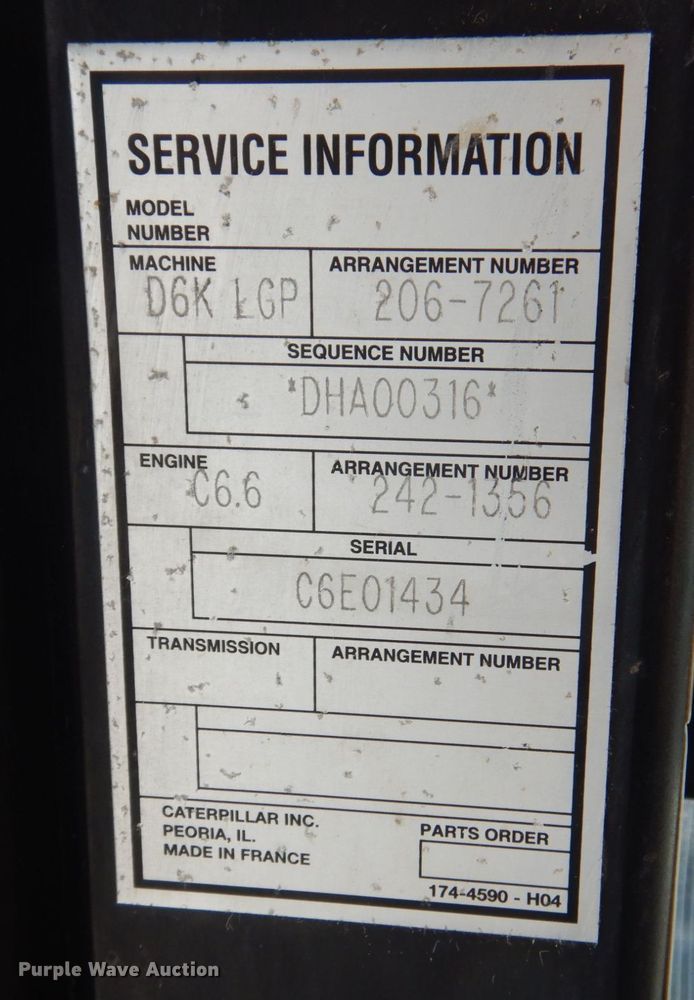 SERVICE INFORMATION
MODEL
NUMBER
MACHINE ARRANGEMENT NUMBER
D6K LGP 206-7261
SEQUENCE NUMBER
*DHA00316*
ENGINE ARRANGEMENT NUMBER
C6.6 242-1356
SERIAL
C6E01434
TRANSMISSION ARRANGEMENT NUMBER
CATERPILLAR INC.
PEORIA, IL.
MADE IN FRANCE
PARTS ORDER
174-4590 - H04
Purple Wave Auction